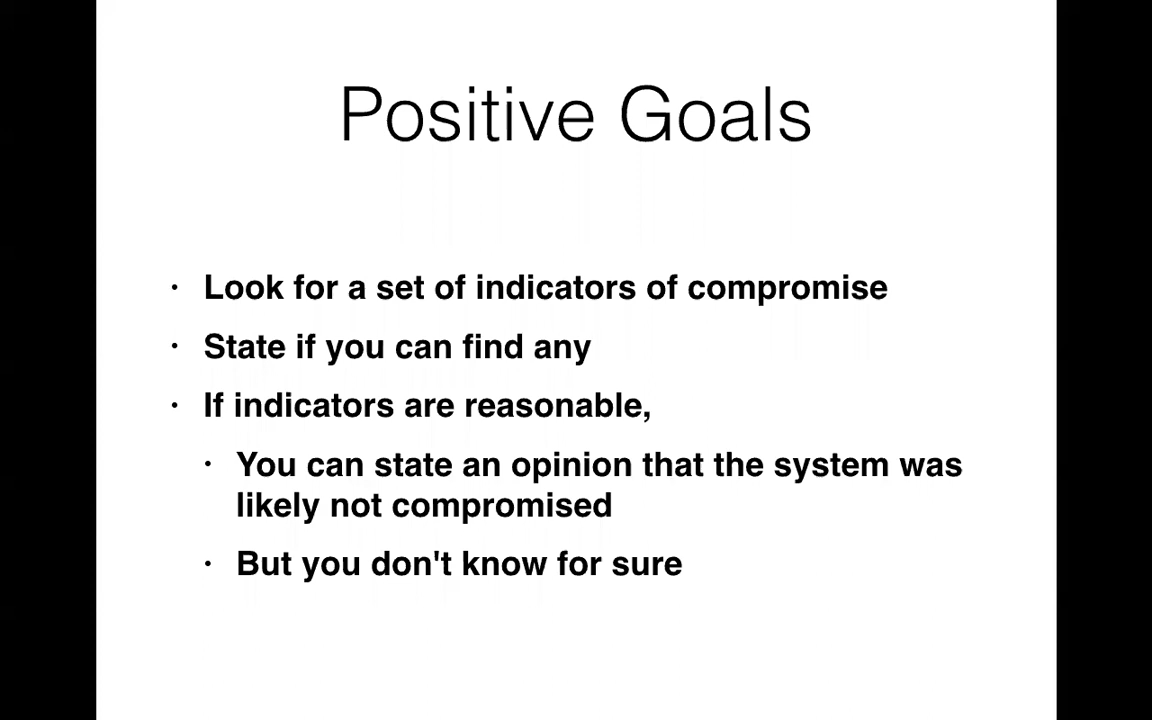 Positive Goals
• Look for a set of indicators of compromise
• State if you can find any
• If indicators are reasonable,
• You can state an opinion that the system was
likely not compromised
• But you don't know for sure